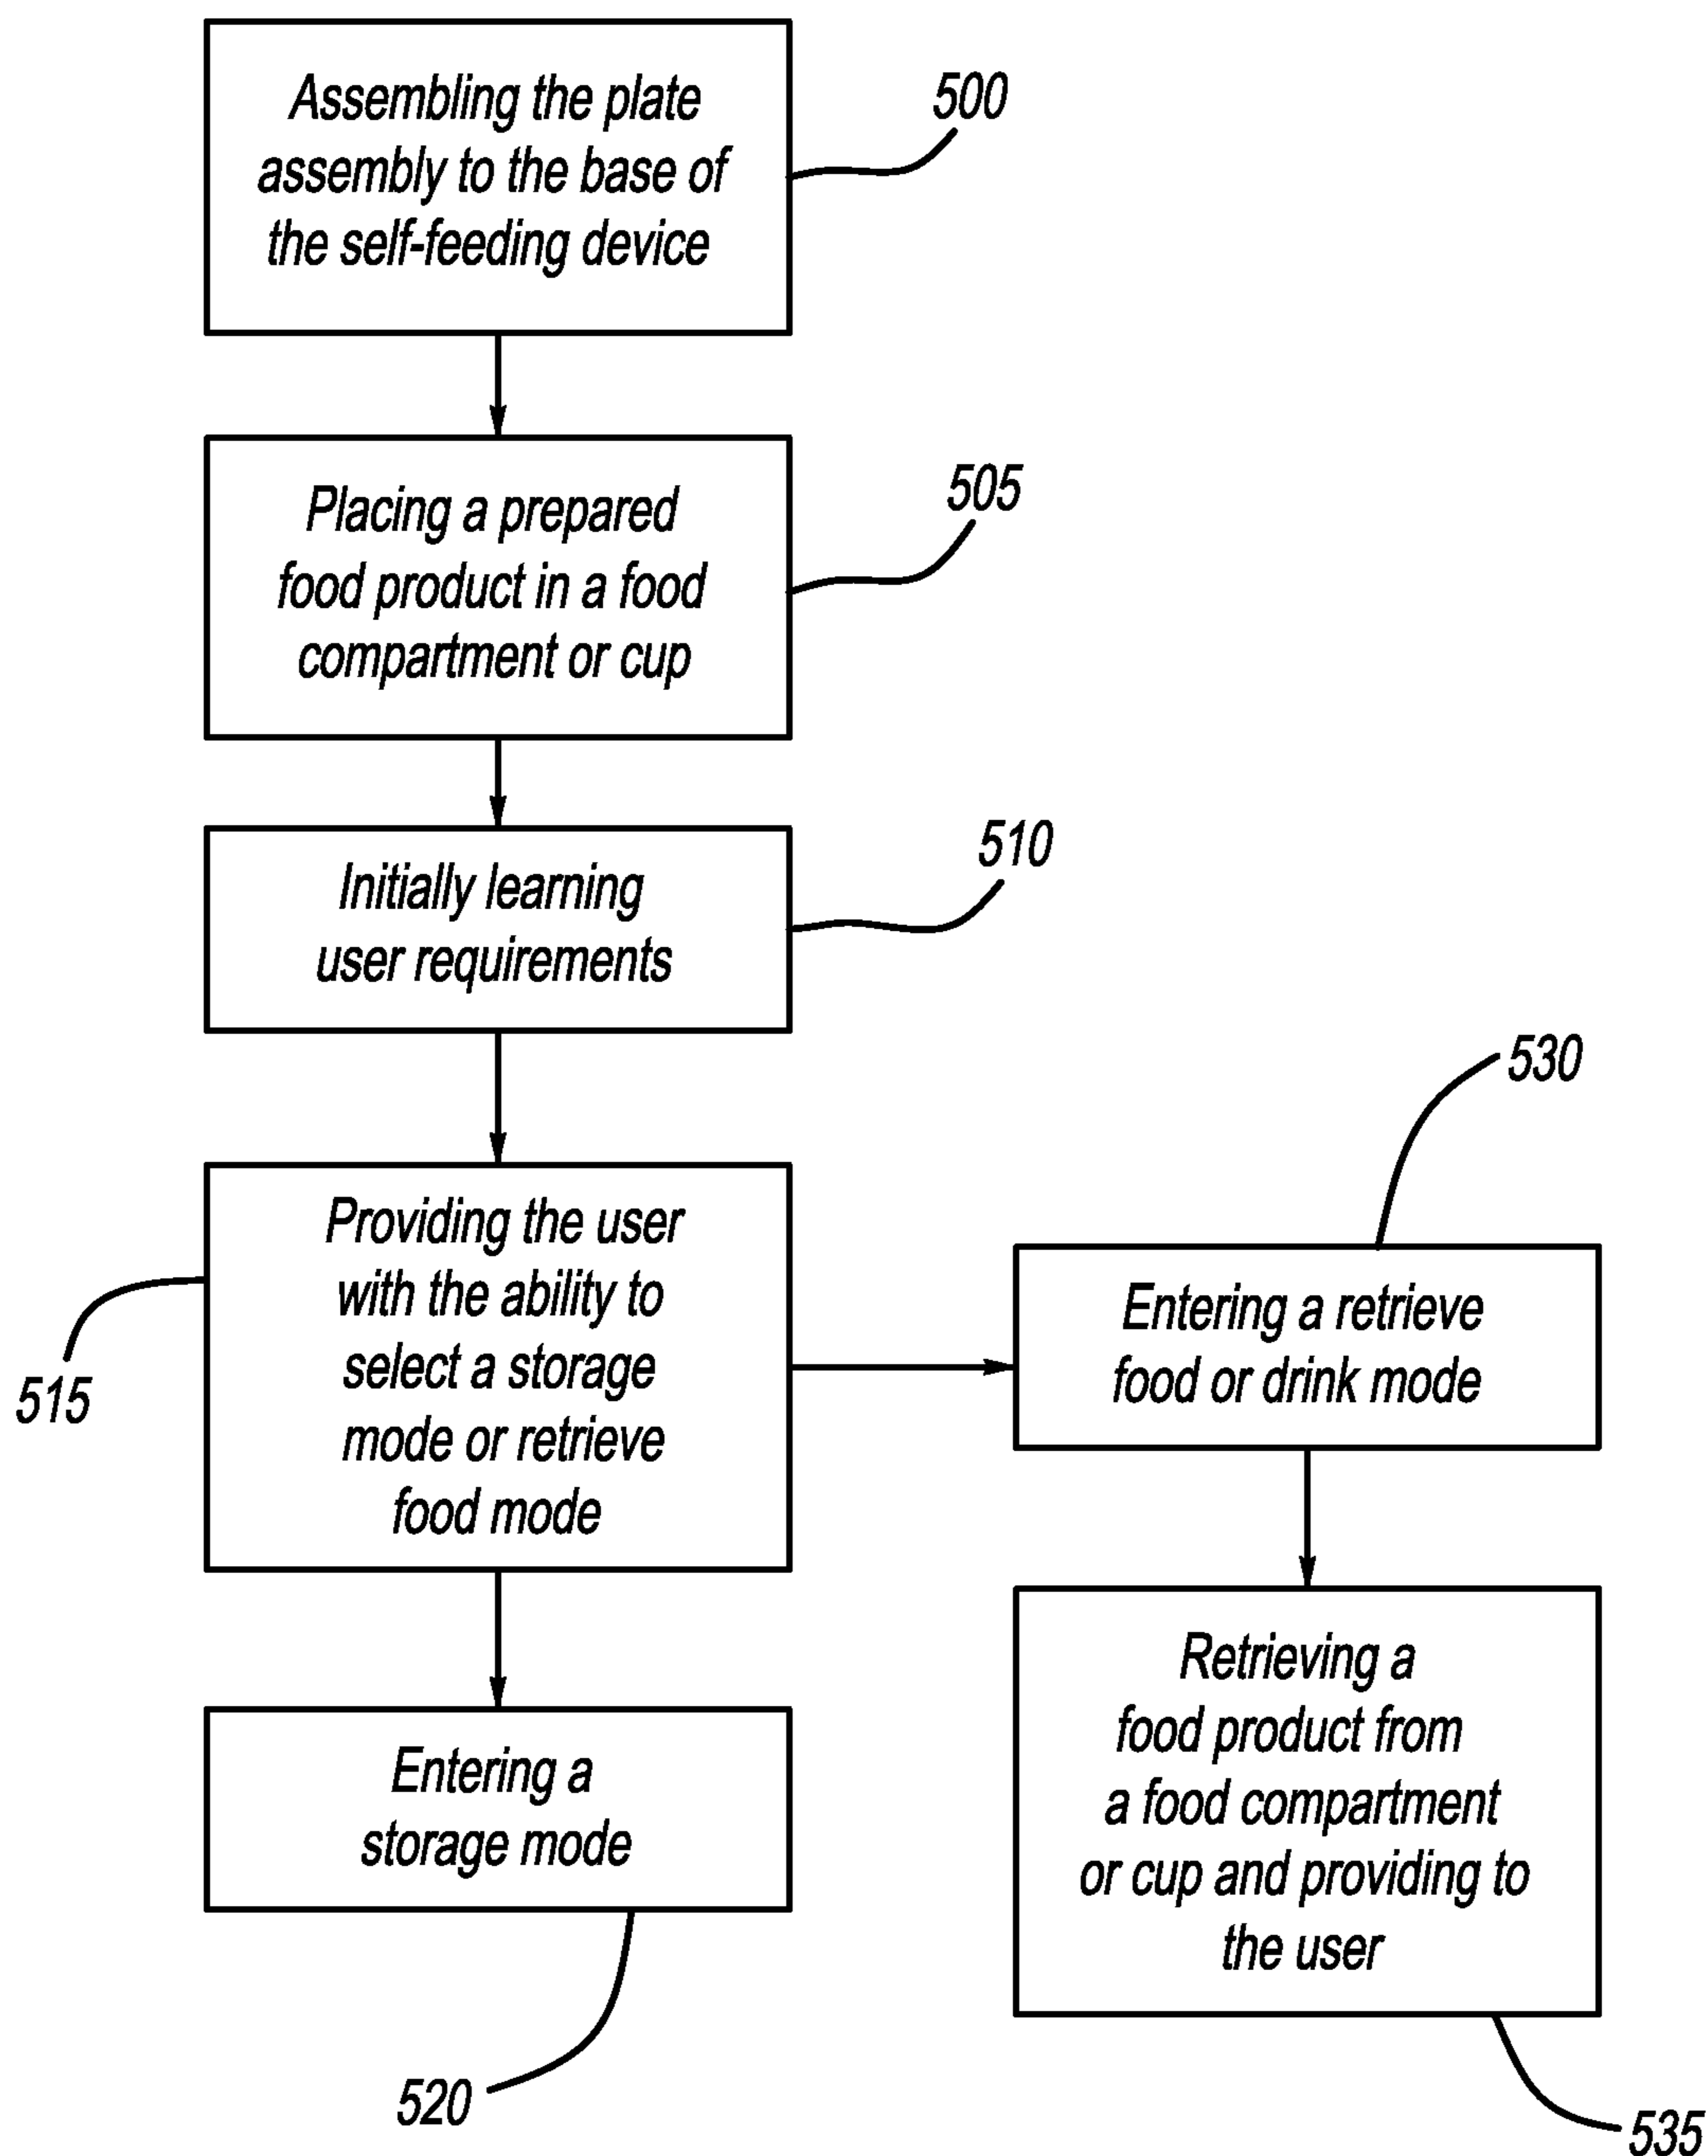 Assembling the plate
assembly to the base of
the self-feeding device
500
Placing a prepared
food product in a food
compartment or cup
505
Initially learning
user requirements
510
Providing the user
with the ability to
select a storage
mode or retrieve
food mode
515
Entering a
storage mode
520
530
Entering a retrieve
food or drink mode
Retrieving a
food product from
a food compartment
or cup and providing to
the user
535